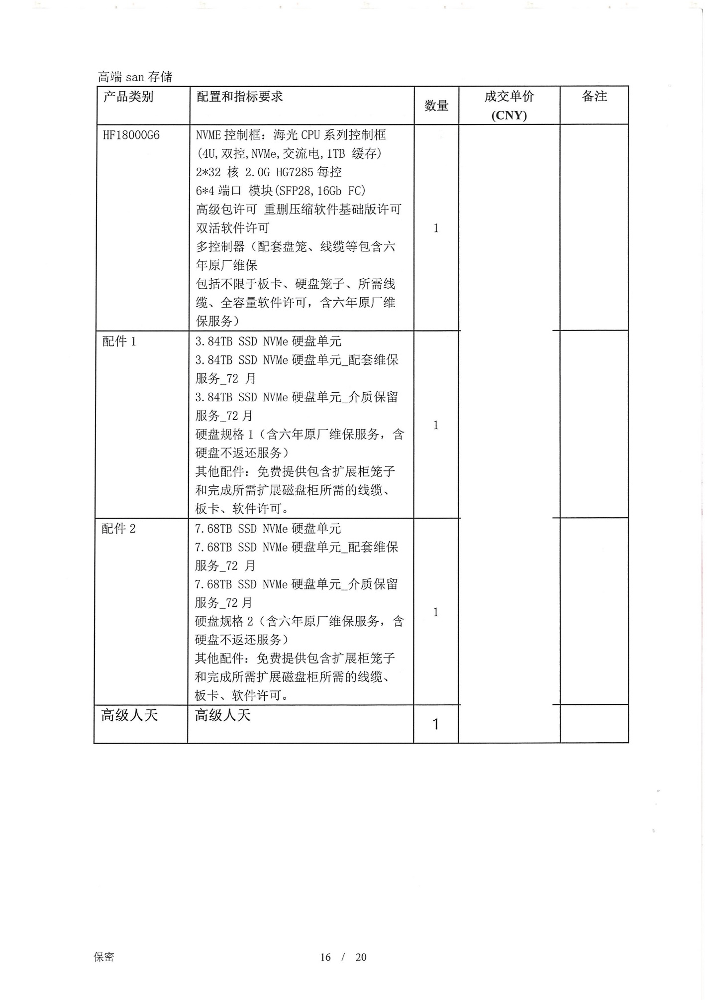 高端 san 存储
产品类别
配置和指标要求
数量
成交单价
(CNY)
备注
HF18000G6
NVME 控制框：海光 CPU 系列控制框
(4U,双控,NVMe,交流电,1TB 缓存)
2*32 核 2.0G HG7285 每控
6*4 端口 模块(SFP28,16Gb FC)
高级包许可 重删压缩软件基础版许可
双活软件许可
多控制器（配套盘笼、线缆等包含六
年原厂维保
包括不限于板卡、硬盘笼子、所需线
缆、全容量软件许可，含六年原厂维
保服务）
1
配件 1
3.84TB SSD NVMe 硬盘单元
3.84TB SSD NVMe 硬盘单元_配套维保
服务_72 月
3.84TB SSD NVMe 硬盘单元_介质保留
服务_72 月
硬盘规格 1（含六年原厂维保服务，含
硬盘不返还服务）
其他配件：免费提供包含扩展柜笼子
和完成所需扩展磁盘柜所需的线缆、
板卡、软件许可。
1
配件 2
7.68TB SSD NVMe 硬盘单元
7.68TB SSD NVMe 硬盘单元_配套维保
服务_72 月
7.68TB SSD NVMe 硬盘单元_介质保留
服务_72 月
硬盘规格 2（含六年原厂维保服务，含
硬盘不返还服务）
其他配件：免费提供包含扩展柜笼子
和完成所需扩展磁盘柜所需的线缆、
板卡、软件许可。
1
高级人天
高级人天
1
保密
16 / 20